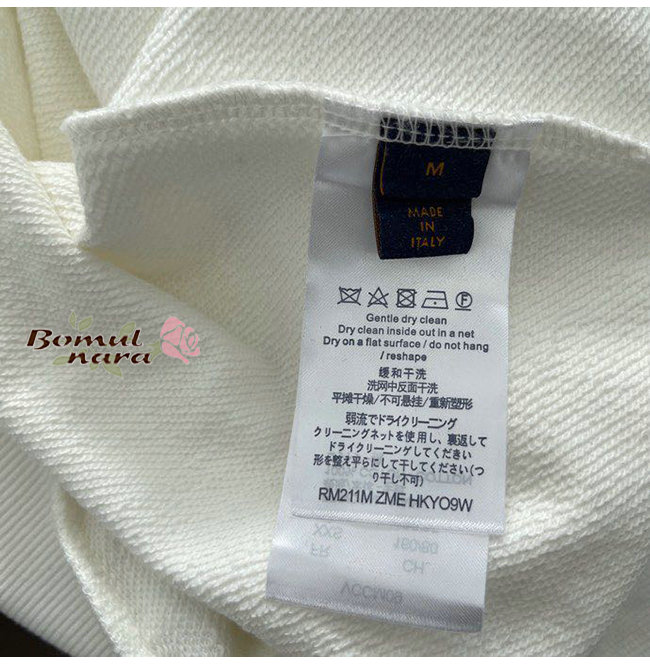 M
MADE
IN
ITALY
Gentle dry clean
Dry clean inside out in a net
Dry on a flat surface / do not hang
/ reshape
缓和干洗
洗网中反面干洗
平摊干燥/不可悬挂/重新塑形
弱流でドライクリーニング
クリーニングネットを使用し、裏返して
ドライクリーニングしてください
形を整え平らにして干してください(つ
り干し不可)
RM211M ZME HKYO9W
Bomul
nara
XXS
160/80
FR
CH.
VCCM09